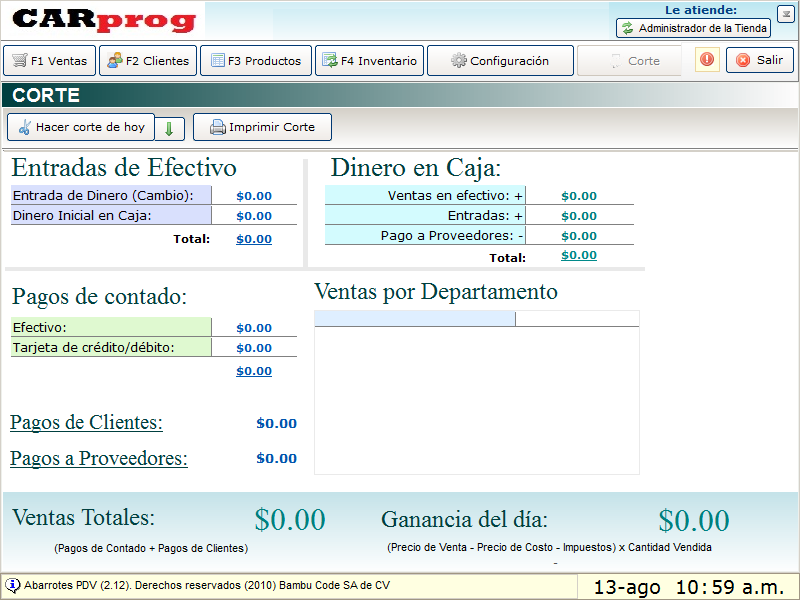 CARprog
Le atiende:
Administrador de la Tienda
F1 Ventas
F2 Clientes
F3 Productos
F4 Inventario
Configuración
Corte
Salir
CORTE
Hacer corte de hoy
Imprimir Corte
Entradas de Efectivo
Entrada de Dinero (Cambio): $0.00
Dinero Inicial en Caja: $0.00
Total: $0.00
Dinero en Caja:
Ventas en efectivo: + $0.00
Entradas: + $0.00
Pago a Proveedores: - $0.00
Total: $0.00
Pagos de contado:
Efectivo: $0.00
Tarjeta de crédito/débito: $0.00
$0.00
Ventas por Departamento
Pagos de Clientes: $0.00
Pagos a Proveedores: $0.00
Ventas Totales: $0.00
(Pagos de Contado + Pagos de Clientes)
Ganancia del día: $0.00
(Precio de Venta - Precio de Costo - Impuestos) x Cantidad Vendida
-
Abarrotes PDV (2.12). Derechos reservados (2010) Bambu Code SA de CV
13-ago 10:59 a.m.